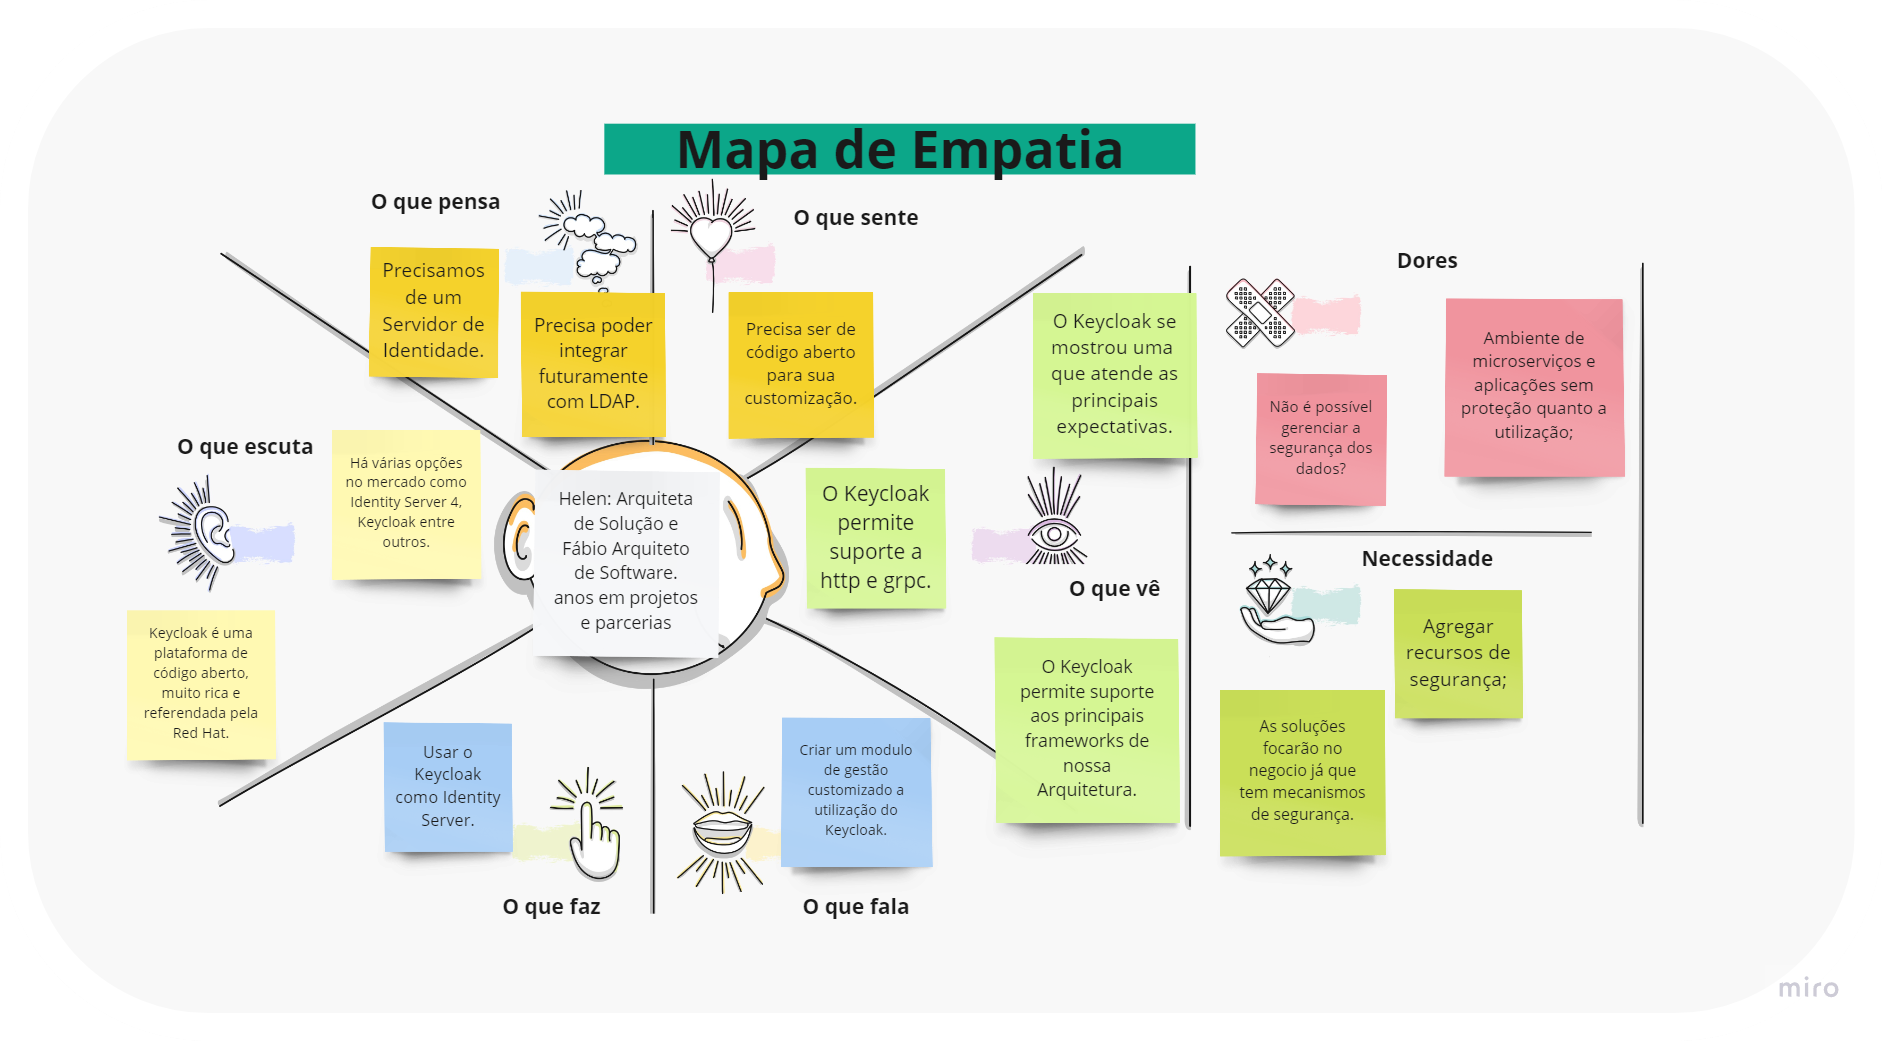 Mapa de Empatia
O que pensa
Precisamos
de um
Servidor de
Identidade.
Precisa poder
integrar
futuramente
com LDAP.
O que sente
Precisa ser de
código aberto
para sua
customização.
O que escuta
Há várias opções
no mercado como
Identity Server 4,
Keycloak entre
outros.
Keycloak é uma
plataforma de
código aberto,
muito rica e
referendada pela
Red Hat.
Helen: Arquiteta
de Solução e
Fábio Arquiteto
de Software.
anos em projetos
e parcerias
O Keycloak se
mostrou uma
que atende as
principais
expectativas.
O Keycloak
permite
suporte a
http e grpc.
O que vê
O Keycloak
permite suporte
aos principais
frameworks de
nossa
Arquitetura.
Usar o
Keycloak
como Identity
Server.
O que faz
Criar um modulo
de gestão
customizado a
utilização do
Keycloak.
O que fala
Dores
Não é possível
gerenciar a
segurança dos
dados?
Ambiente de
microserviços e
aplicações sem
proteção quanto a
utilização;
Necessidade
Agregar
recursos de
segurança;
As soluções
focarão no
negocio já que
tem mecanismos
de segurança.
miro